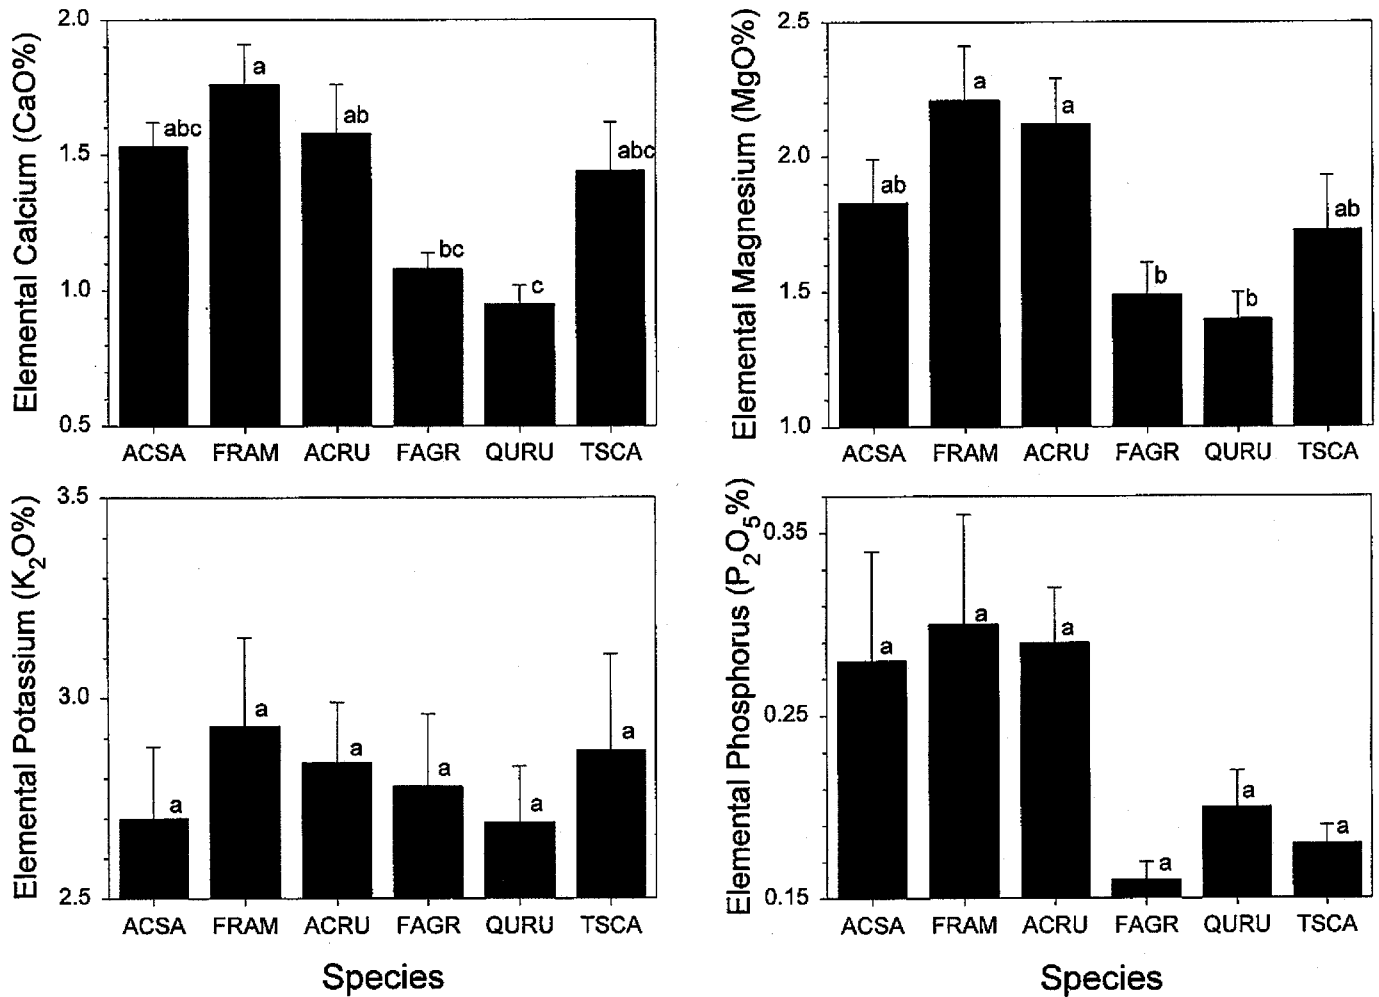 Elemental Calcium (CaO%)
2.0
1.5
1.0
0.5
abc
a
ab
bc
c
abc
ACSA FRAM ACRU FAGR QURU TSCA
Elemental Magnesium (MgO%)
2.5
2.0
1.5
1.0
ab
a
a
b
b
ab
ACSA FRAM ACRU FAGR QURU TSCA
Elemental Potassium (K₂O%)
3.5
3.0
2.5
a
a
a
a
a
a
ACSA FRAM ACRU FAGR QURU TSCA
Species
Elemental Phosphorus (P₂O₅%)
0.35
0.25
0.15
a
a
a
a
a
a
ACSA FRAM ACRU FAGR QURU TSCA
Species